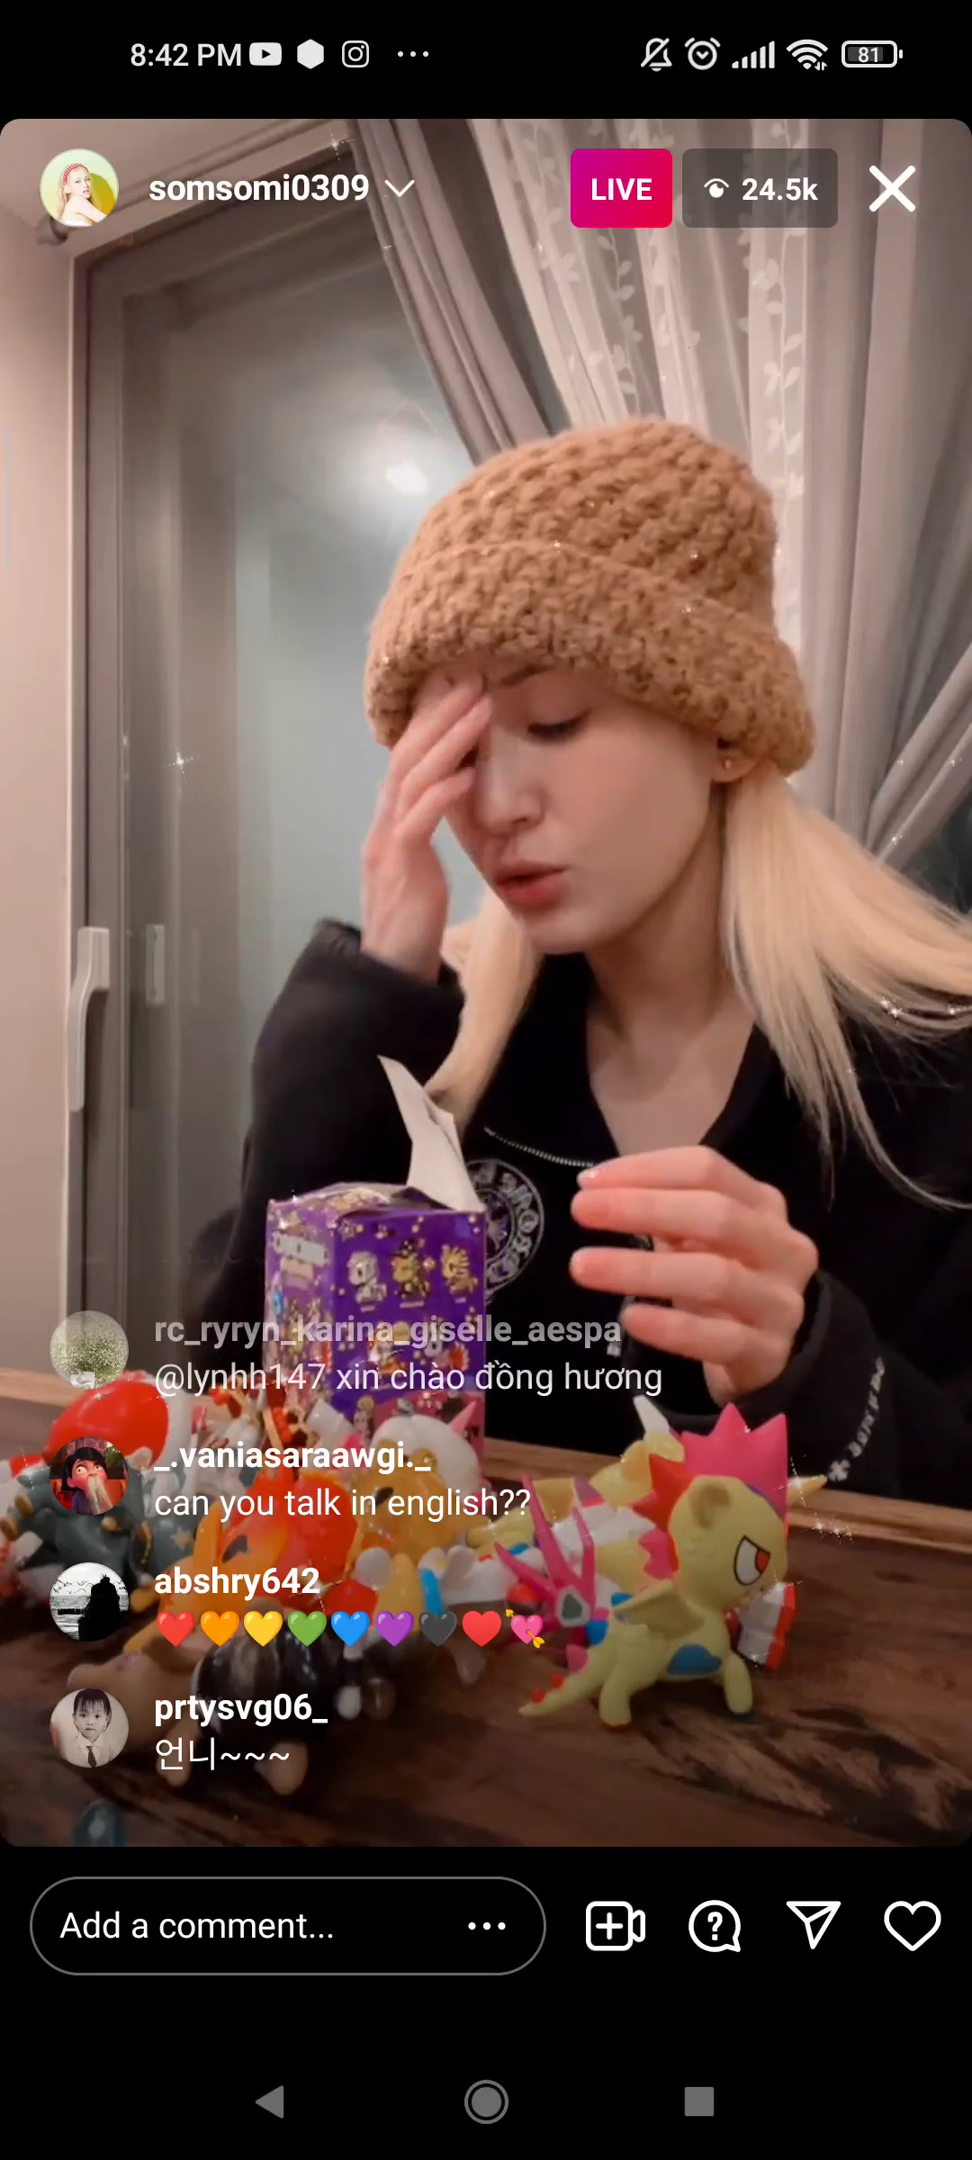 8:42 PM
81
somsomi0309
LIVE
24.5k
rc_ryryn_karina_giselle_aespa
@lynhh147 xin chào đồng hương
_.vaniasaraawgi._
can you talk in english??
abshry642
❤️🧡💛💚💙💜🖤♥️💘
prtysvg06_
언니~~~
Add a comment...